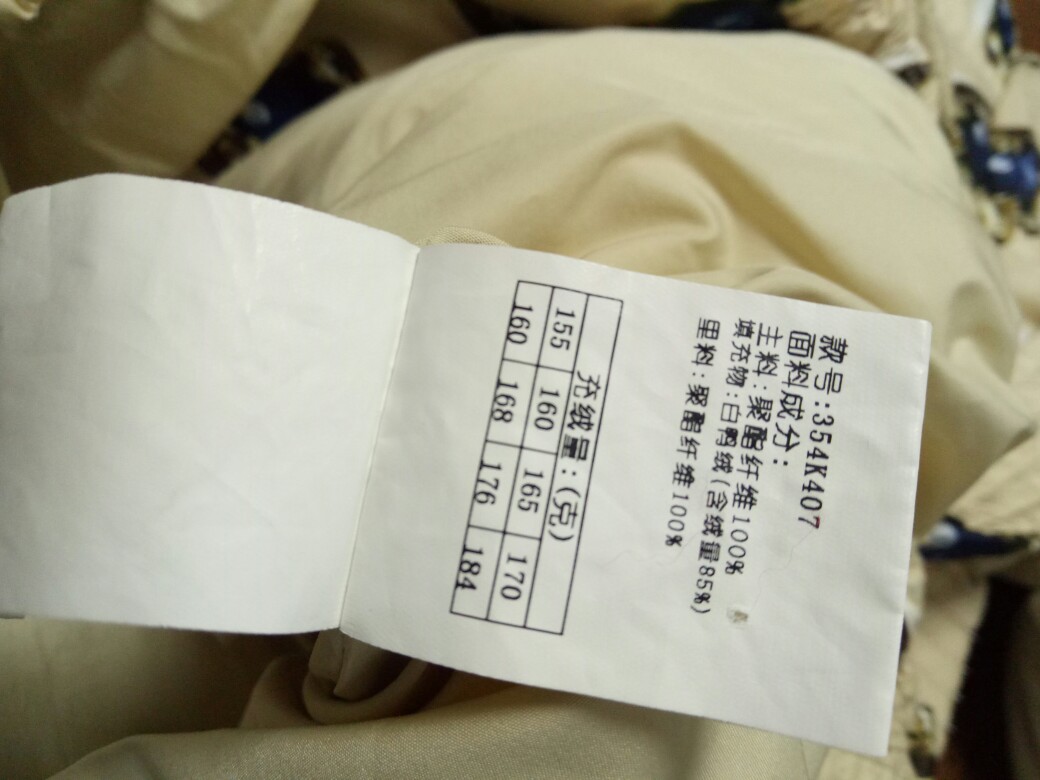 款号:354K407
面料成分:
主料:聚酯纤维100%
填充物:白鸭绒(含绒量85%)
里料:聚酯纤维100%
充绒量:(克)
155 160 165 170
160 168 176 184